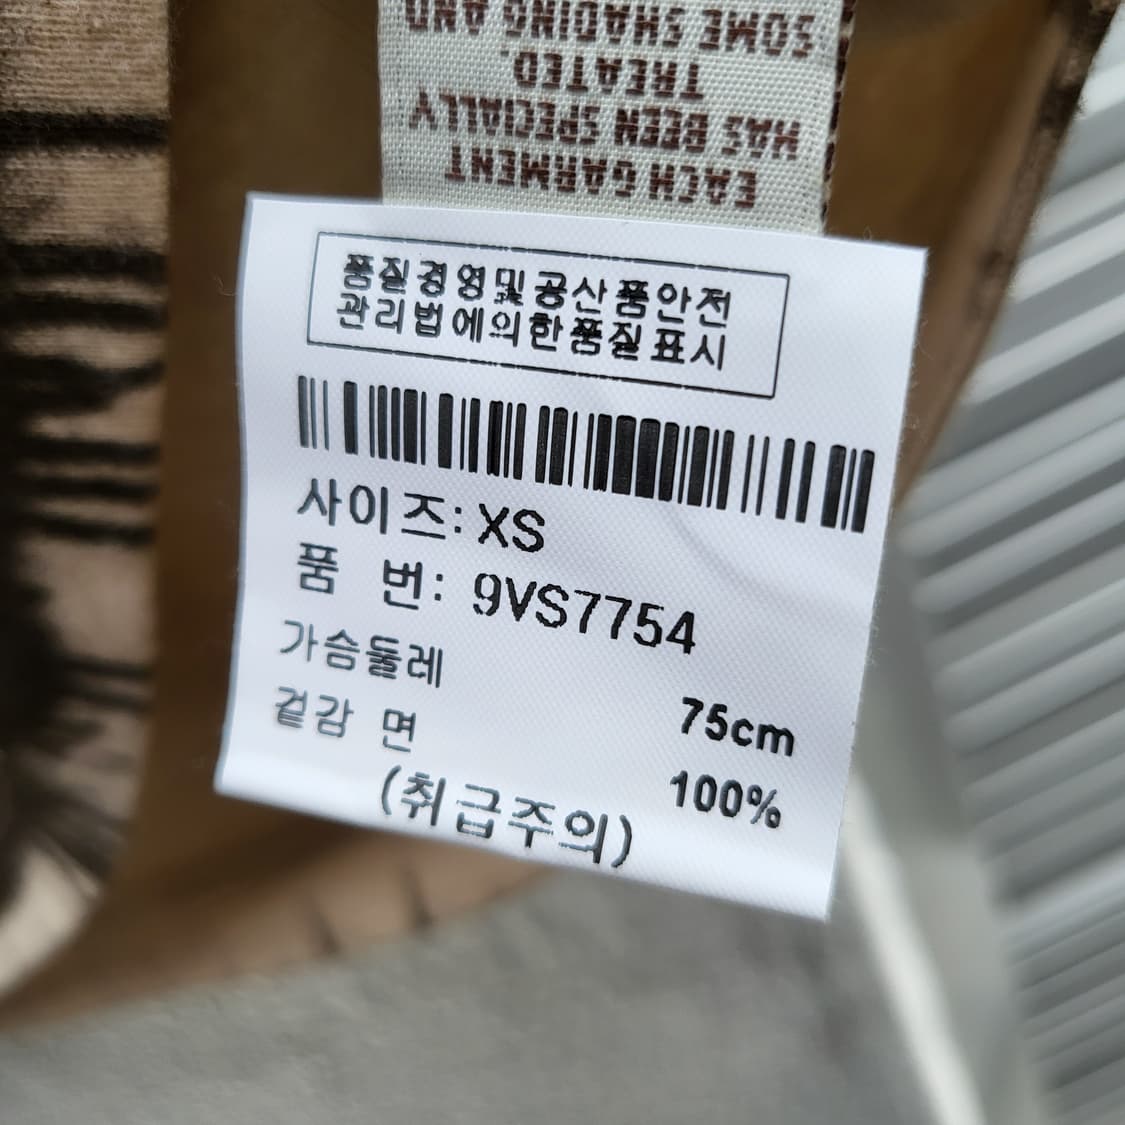 EACH GARMENT
HAS BEEN SPECIALLY
TREATED.
SOME SHADING AND
품질경영및공산품안전
관리법에의한품질표시
사이즈: XS
품 번: 9VS7754
가슴둘레 75cm
겉감 면 100%
(취급주의)